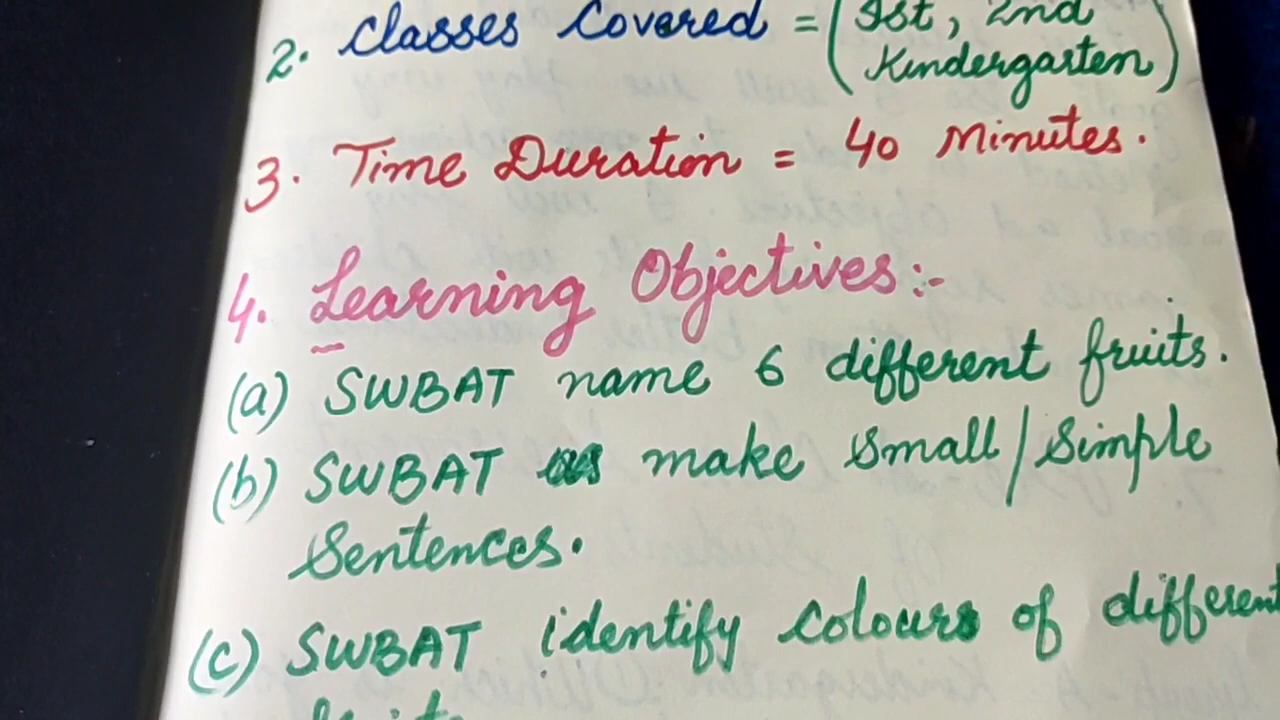 2. Classes Covered = (1st, 2nd
Kindergarten)
3. Time Duration = 40 Minutes.
4. Learning Objectives:-
(a) SWBAT name 6 different fruits.
(b) SWBAT make small/simple
Sentences.
(c) SWBAT identify colours of different